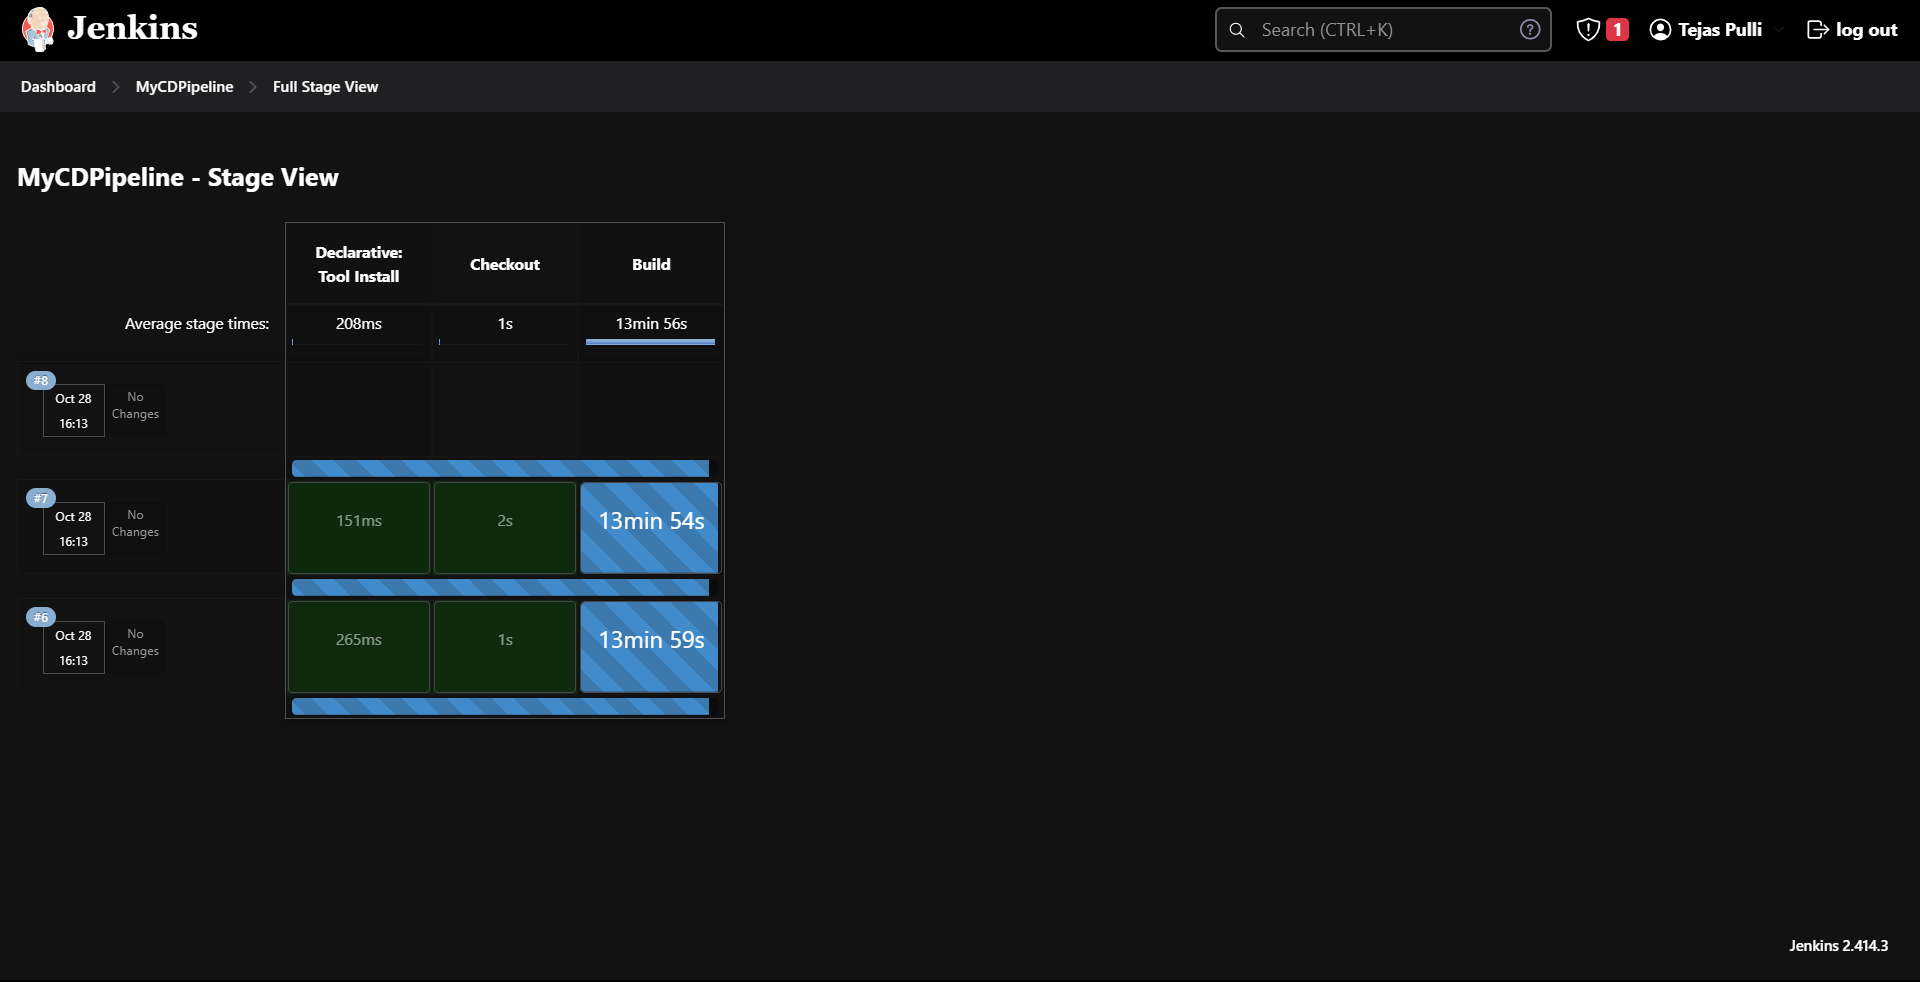 Jenkins
Search (CTRL+K)
?
1
Tejas Pulli
log out
Dashboard
MyCDPipeline
Full Stage View
MyCDPipeline - Stage View
Declarative:
Tool Install
Checkout
Build
Average stage times:
208ms
1s
13min 56s
#8
Oct 28
16:13
No
Changes
#7
Oct 28
16:13
No
Changes
151ms
2s
13min 54s
#6
Oct 28
16:13
No
Changes
265ms
1s
13min 59s
Jenkins 2.414.3